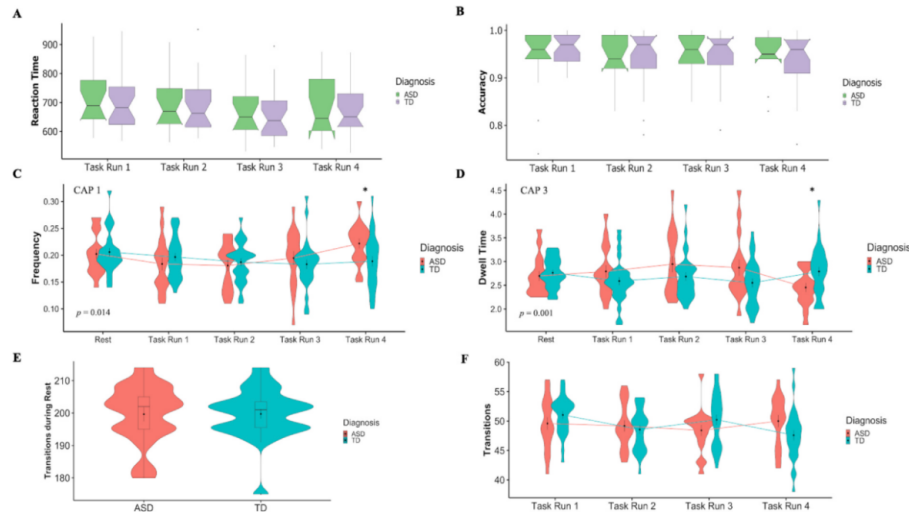 A
Reaction Time
900
800
700
600
Task Run 1 Task Run 2 Task Run 3 Task Run 4
Diagnosis
ASD
TD
B
Accuracy
1.0
0.9
0.8
Task Run 1 Task Run 2 Task Run 3 Task Run 4
Diagnosis
ASD
TD
C
CAP 1
*
Frequency
0.30
0.25
0.20
0.15
0.10
p = 0.014
Rest Task Run 1 Task Run 2 Task Run 3 Task Run 4
Diagnosis
ASD
TD
D
CAP 3
*
Dwell Time
4.5
4.0
3.5
3.0
2.5
2.0
p = 0.001
Rest Task Run 1 Task Run 2 Task Run 3 Task Run 4
Diagnosis
ASD
TD
E
Transitions during Rest
210
200
190
180
ASD TD
Diagnosis
ASD
TD
F
Transitions
60
55
50
45
40
Task Run 1 Task Run 2 Task Run 3 Task Run 4
Diagnosis
ASD
TD